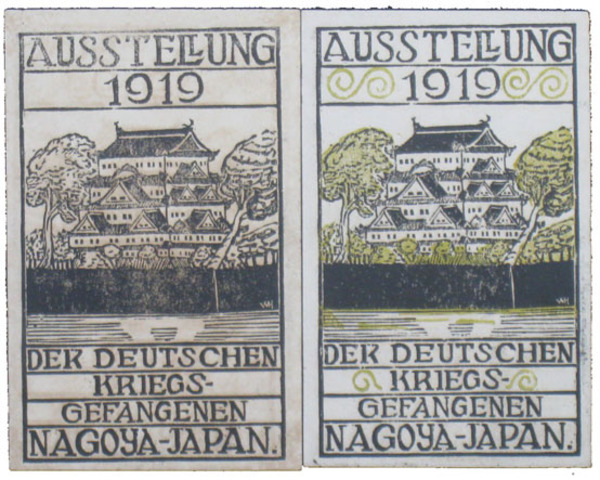 AUSSTELLUNG
1919
DER DEUTSCHEN
KRIEGS-
GEFANGENEN
NAGOYA-JAPAN.
AUSSTELLUNG
1919
DER DEUTSCHEN
KRIEGS-
GEFANGENEN
NAGOYA-JAPAN.